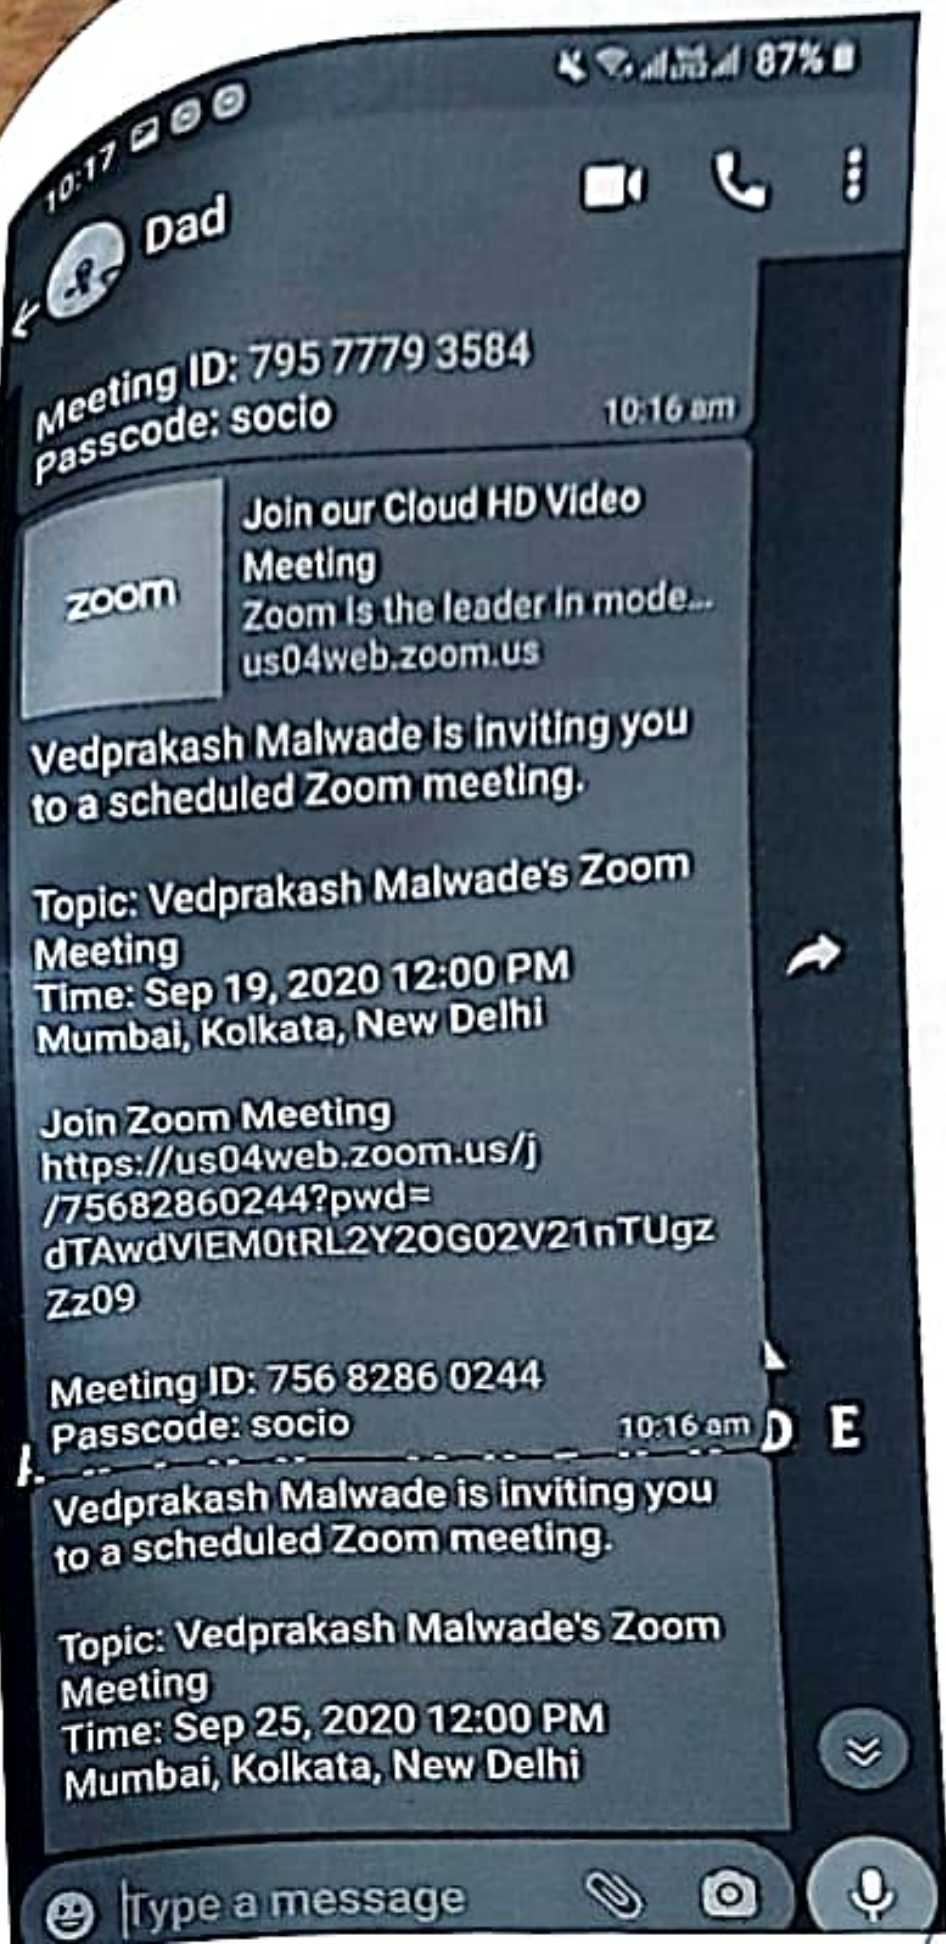 10:17
87%
Dad
Meeting ID: 795 7779 3584
Passcode: socio
10:16 am
zoom
Join our Cloud HD Video
Meeting
Zoom is the leader in mode...
us04web.zoom.us
Vedprakash Malwade is inviting you
to a scheduled Zoom meeting.
Topic: Vedprakash Malwade's Zoom
Meeting
Time: Sep 19, 2020 12:00 PM
Mumbai, Kolkata, New Delhi
Join Zoom Meeting
https://us04web.zoom.us/j
/75682860244?pwd=
dTAwdVlEM0tRL2Y2OG02V21nTUgz
Zz09
Meeting ID: 756 8286 0244
Passcode: socio
10:16 am
D E
Vedprakash Malwade is inviting you
to a scheduled Zoom meeting.
Topic: Vedprakash Malwade's Zoom
Meeting
Time: Sep 25, 2020 12:00 PM
Mumbai, Kolkata, New Delhi
Type a message